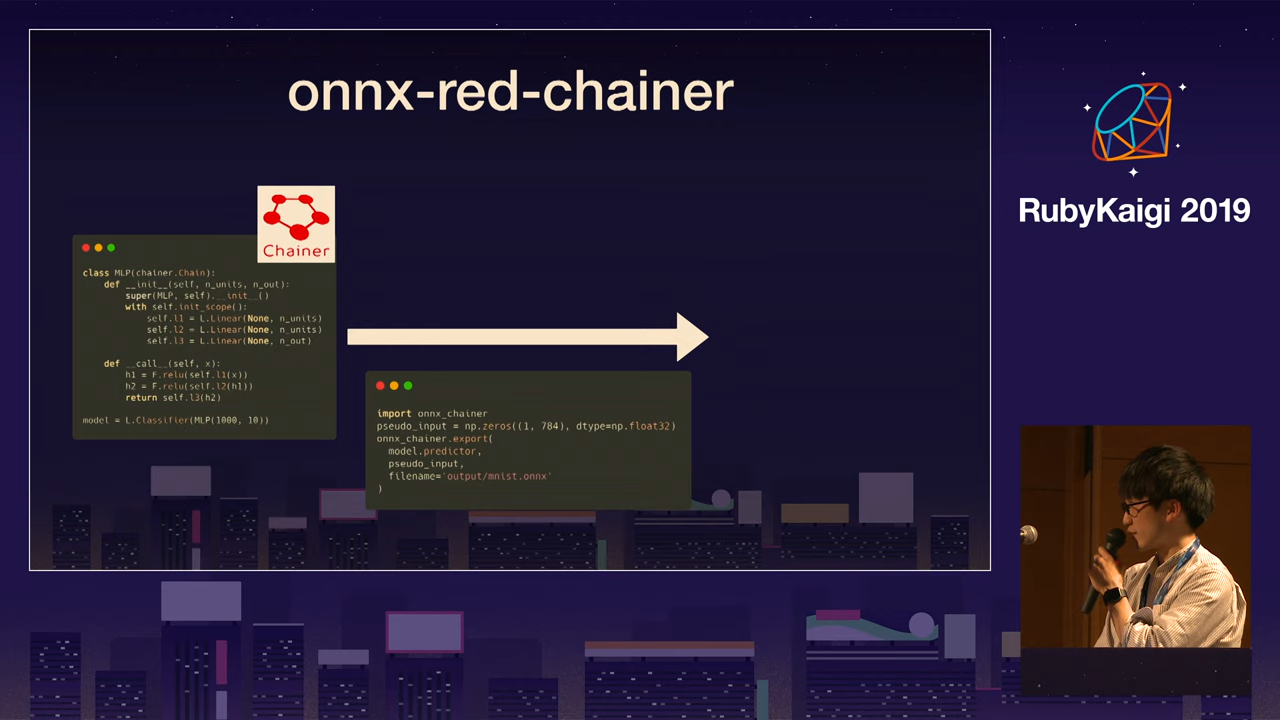 onnx-red-chainer
Chainer
class MLP(chainer.Chain):
    def __init__(self, n_units, n_out):
        super(MLP, self).__init__()
        with self.init_scope():
            self.l1 = L.Linear(None, n_units)
            self.l2 = L.Linear(None, n_units)
            self.l3 = L.Linear(None, n_out)
    def __call__(self, x):
        h1 = F.relu(self.l1(x))
        h2 = F.relu(self.l2(h1))
        return self.l3(h2)
model = L.Classifier(MLP(1000, 10))
import onnx_chainer
pseudo_input = np.zeros((1, 784), dtype=np.float32)
onnx_chainer.export(
  model.predictor,
  pseudo_input,
  filename='output/mnist.onnx'
)
RubyKaigi 2019